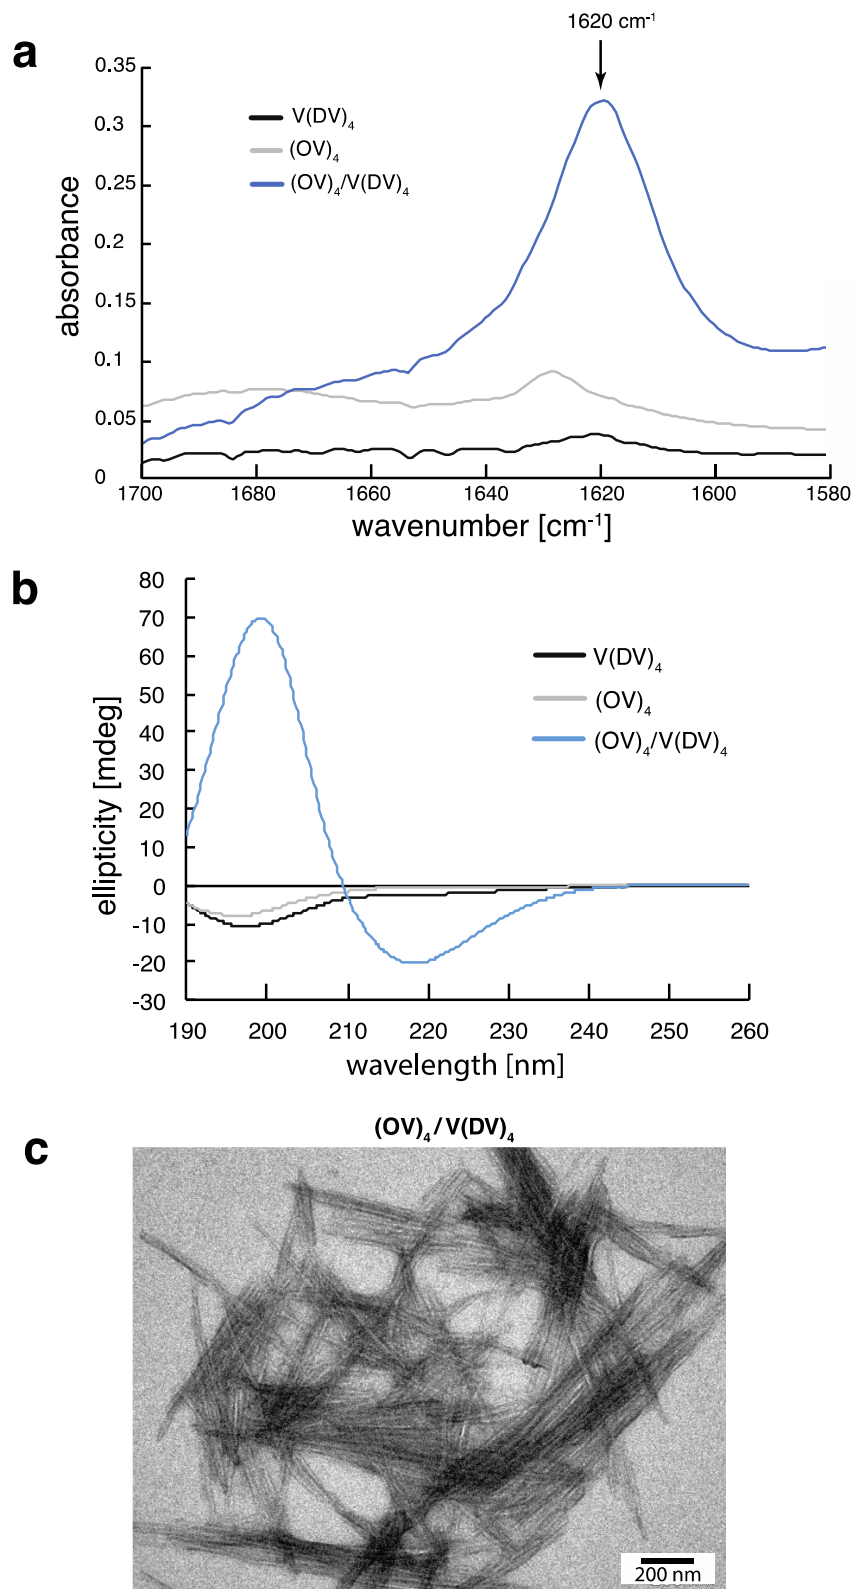 a
1620 cm⁻¹
0.35
0.3
0.25
0.2
0.15
0.1
0.05
0
absorbance
V(DV)₄
(OV)₄
(OV)₄/V(DV)₄
1700 1680 1660 1640 1620 1600 1580
wavenumber [cm⁻¹]
b
80
70
60
50
40
30
20
10
0
-10
-20
-30
ellipticity [mdeg]
V(DV)₄
(OV)₄
(OV)₄/V(DV)₄
190 200 210 220 230 240 250 260
wavelength [nm]
c
(OV)₄/V(DV)₄
200 nm